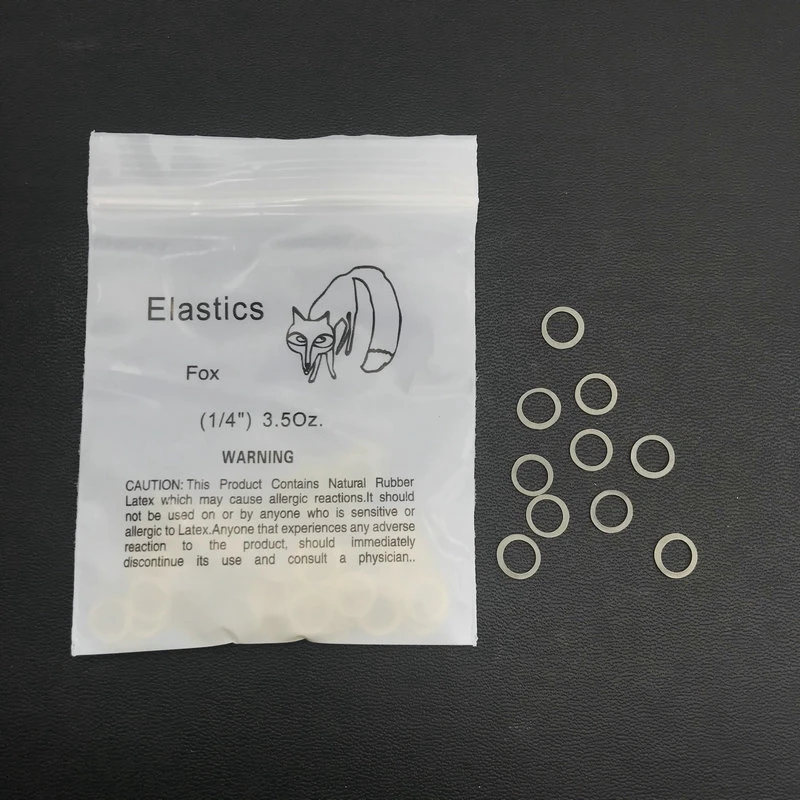 Elastics
Fox
(1/4") 3.5Oz.
WARNING
CAUTION: This Product Contains Natural Rubber
Latex which may cause allergic reactions.It should
not be used on or by anyone who is sensitive or
allergic to Latex.Anyone that experiences any adverse
reaction to the product, should immediately
discontinue its use and consult a physician..